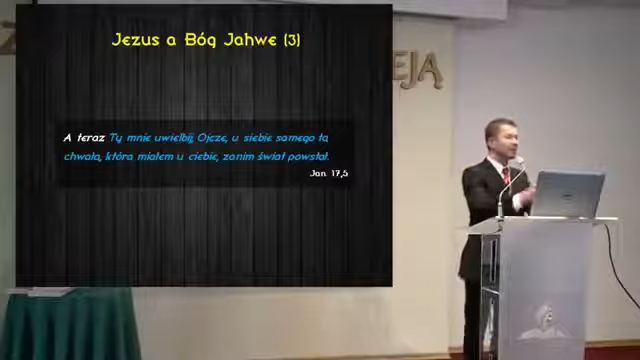 Jezus a Bóg Jahwe (3)
EJĄ
A teraz Ty mnie uwielbij, Ojcze, u siebie samego tą
chwałą, którą miałem u ciebie, zanim świat powstał.
Jan 17,5